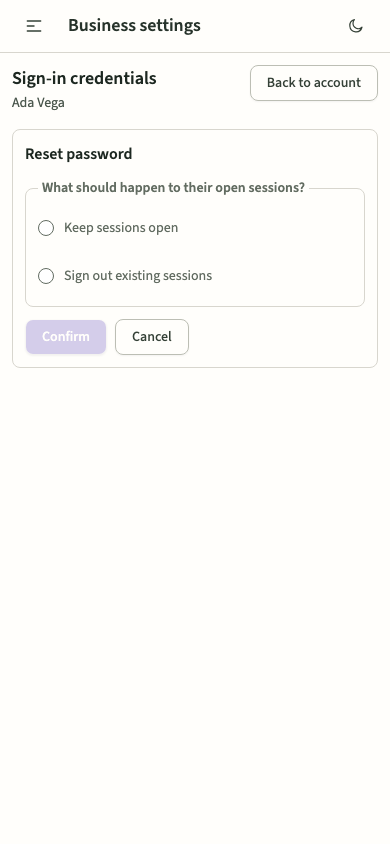 Business settings
Sign-in credentials
Back to account
Ada Vega
Reset password
What should happen to their open sessions?
Keep sessions open
Sign out existing sessions
Confirm
Cancel